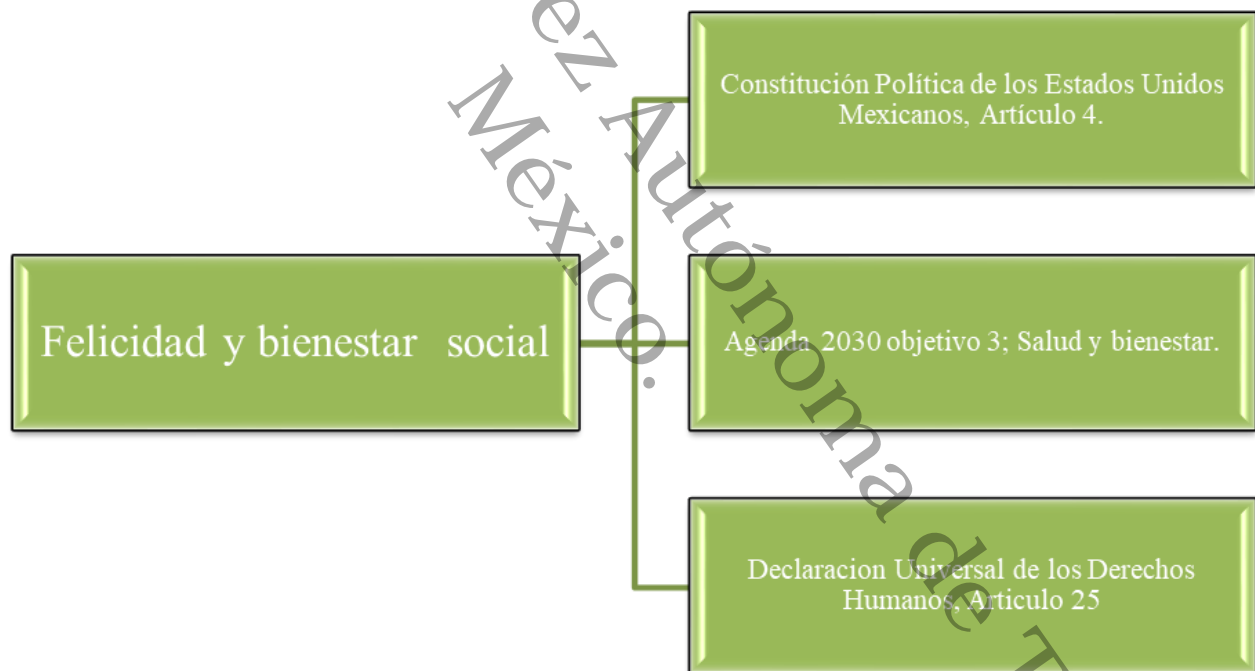 Constitución Política de los Estados Unidos
Mexicanos, Artículo 4.
Felicidad y bienestar social
Agenda 2030 objetivo 3; Salud y bienestar.
Declaracion Universal de los Derechos
Humanos, Articulo 25
Autónoma de
México.